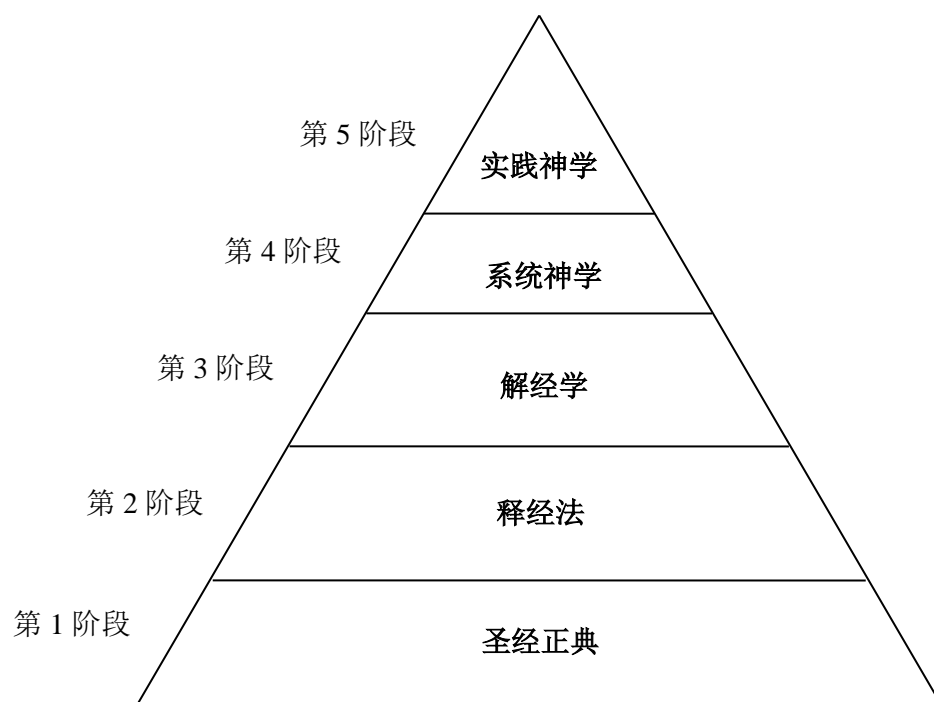 第 5 阶段
实践神学
第 4 阶段
系统神学
第 3 阶段
解经学
第 2 阶段
释经法
第 1 阶段
圣经正典